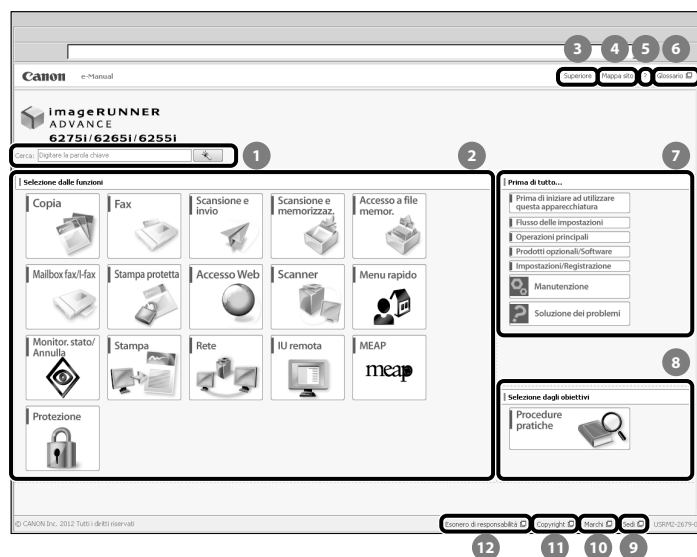 3 4 5 6
Canon e-Manual
Superiore Mappa sito ? Glossario
imageRUNNER
ADVANCE
6275i/6265i/6255i
Cerca: Digitare la parola chiave
1 2 7
Selezione dalle funzioni
Copia
Fax
Scansione e
invio
Scansione e
memorizzaz.
Accesso a file
memor.
Mailbox fax/I-fax
Stampa protetta
Accesso Web
Scanner
Menu rapido
Monitor. stato/
Annulla
Stampa
Rete
IU remota
MEAP
meap
Protezione
Prima di tutto...
Prima di iniziare ad utilizzare
questa apparecchiatura
Flusso delle impostazioni
Operazioni principali
Prodotti opzionali/Software
Impostazioni/Registrazione
Manutenzione
Soluzione dei problemi
8
Selezione dagli obiettivi
Procedure
pratiche
© CANON Inc. 2012 Tutti i diritti riservati
Esonero di responsabilità Copyright Marchi Sedi USRM2-2679-0
12 11 10 9